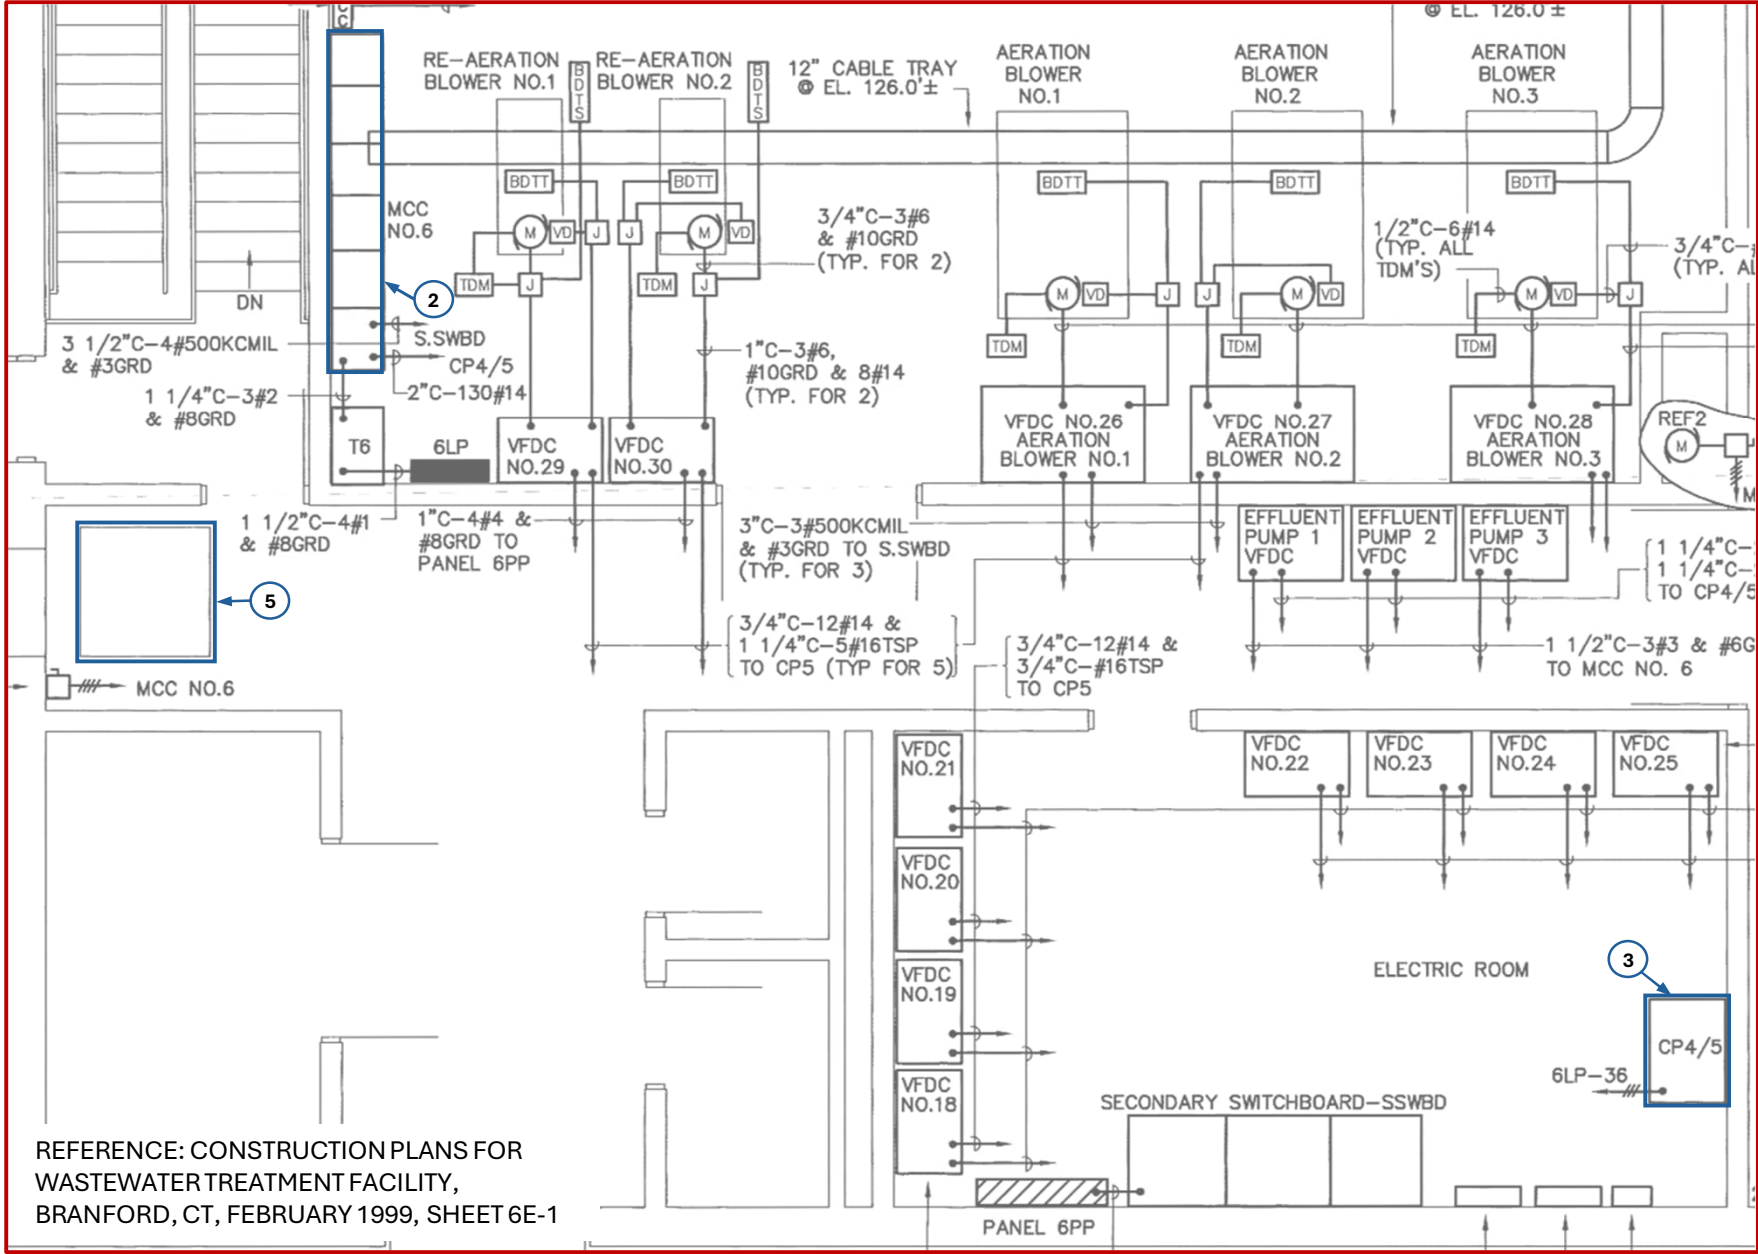 C
C
@ EL. 126.0'±
RE-AERATION
BLOWER NO.1
BDTS
RE-AERATION
BLOWER NO.2
BDTS
12" CABLE TRAY
@ EL. 126.0'±
AERATION
BLOWER
NO.1
AERATION
BLOWER
NO.2
AERATION
BLOWER
NO.3
BDTT
BDTT
BDTT
BDTT
BDTT
MCC
NO.6
M
VD
J
J
M
VD
TDM
J
TDM
J
3/4"C-3#6
& #10GRD
(TYP. FOR 2)
1/2"C-6#14
(TYP. ALL
TDM'S)
3/4"C-
(TYP.
DN
2
M
VD
J
J
M
VD
M
VD
J
TDM
TDM
TDM
3 1/2"C-4#500KCMIL
& #3GRD
S.SWBD
CP4/5
1 1/4"C-3#2
& #8GRD
2"C-130#14
1"C-3#6,
#10GRD & 8#14
(TYP. FOR 2)
T6
6LP
VFDC
NO.29
VFDC
NO.30
VFDC NO.26
AERATION
BLOWER NO.1
VFDC NO.27
AERATION
BLOWER NO.2
VFDC NO.28
AERATION
BLOWER NO.3
REF2
M
M
1 1/2"C-4#1
& #8GRD
1"C-4#4 &
#8GRD TO
PANEL 6PP
3"C-3#500KCMIL
& #3GRD TO S.SWBD
(TYP. FOR 3)
EFFLUENT
PUMP 1
VFDC
EFFLUENT
PUMP 2
VFDC
EFFLUENT
PUMP 3
VFDC
1 1/4"C-
1 1/4"C-
TO CP4/5
5
3/4"C-12#14 &
1 1/4"C-5#16TSP
TO CP5 (TYP FOR 5)
3/4"C-12#14 &
3/4"C-#16TSP
TO CP5
1 1/2"C-3#3 & #6G
TO MCC NO. 6
MCC NO.6
VFDC
NO.21
VFDC
NO.22
VFDC
NO.23
VFDC
NO.24
VFDC
NO.25
VFDC
NO.20
VFDC
NO.19
ELECTRIC ROOM
3
CP4/5
6LP-36
VFDC
NO.18
SECONDARY SWITCHBOARD-SSWBD
PANEL 6PP
REFERENCE: CONSTRUCTION PLANS FOR
WASTEWATER TREATMENT FACILITY,
BRANFORD, CT, FEBRUARY 1999, SHEET 6E-1